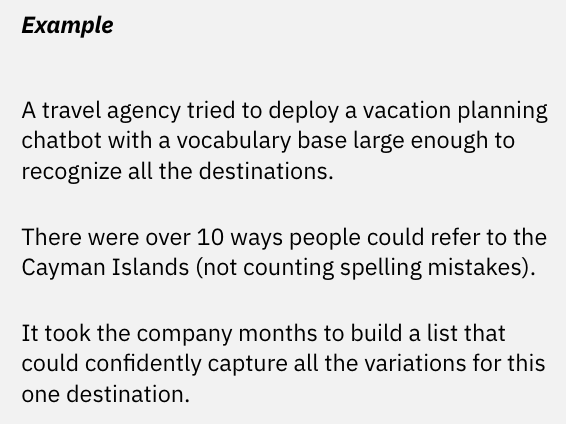 Example
A travel agency tried to deploy a vacation planning
chatbot with a vocabulary base large enough to
recognize all the destinations.
There were over 10 ways people could refer to the
Cayman Islands (not counting spelling mistakes).
It took the company months to build a list that
could confidently capture all the variations for this
one destination.